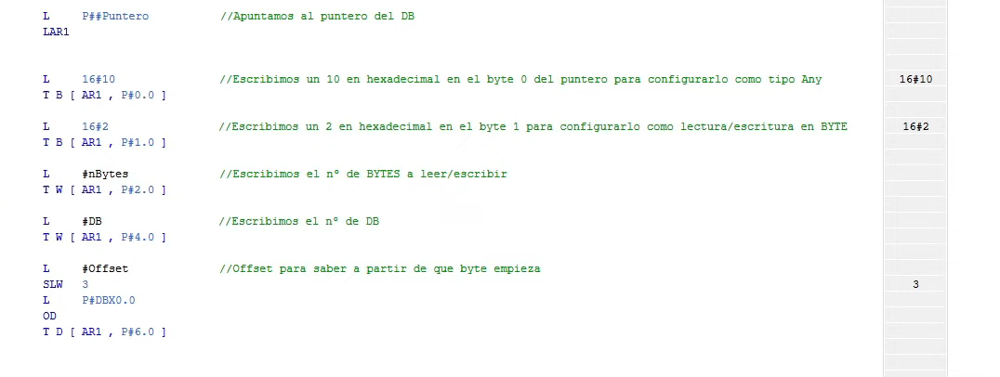 L P##Puntero //Apuntamos al puntero del DB
LAR1
L 16#10 //Escribimos un 10 en hexadecimal en el byte 0 del puntero para configurarlo como tipo Any 16#10
T B [ AR1 , P#0.0 ]
L 16#2 //Escribimos un 2 en hexadecimal en el byte 1 para configurarlo como lectura/escritura en BYTE 16#2
T B [ AR1 , P#1.0 ]
L #nBytes //Escribimos el nº de BYTES a leer/escribir
T W [ AR1 , P#2.0 ]
L #DB //Escribimos el nº de DB
T W [ AR1 , P#4.0 ]
L #Offset //Offset para saber a partir de que byte empieza
SLW 3 3
L P#DBX0.0
OD
T D [ AR1 , P#6.0 ]